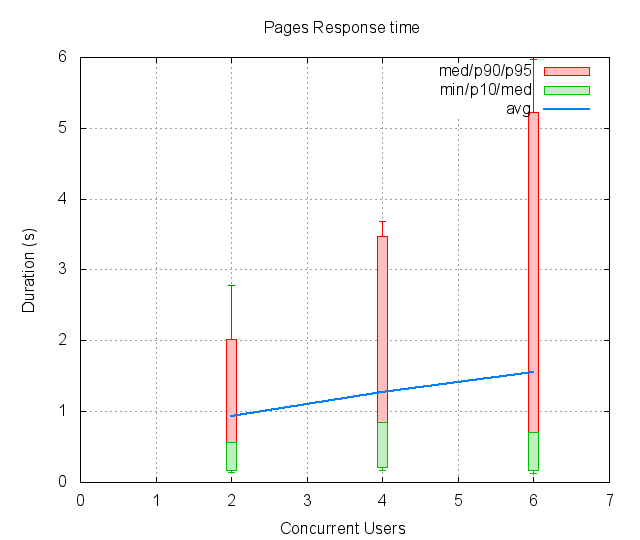 Pages Response time
6
5
4
3
2
1
0
Duration (s)
med/p90/p95
min/p10/med
avg
0 1 2 3 4 5 6 7
Concurrent Users